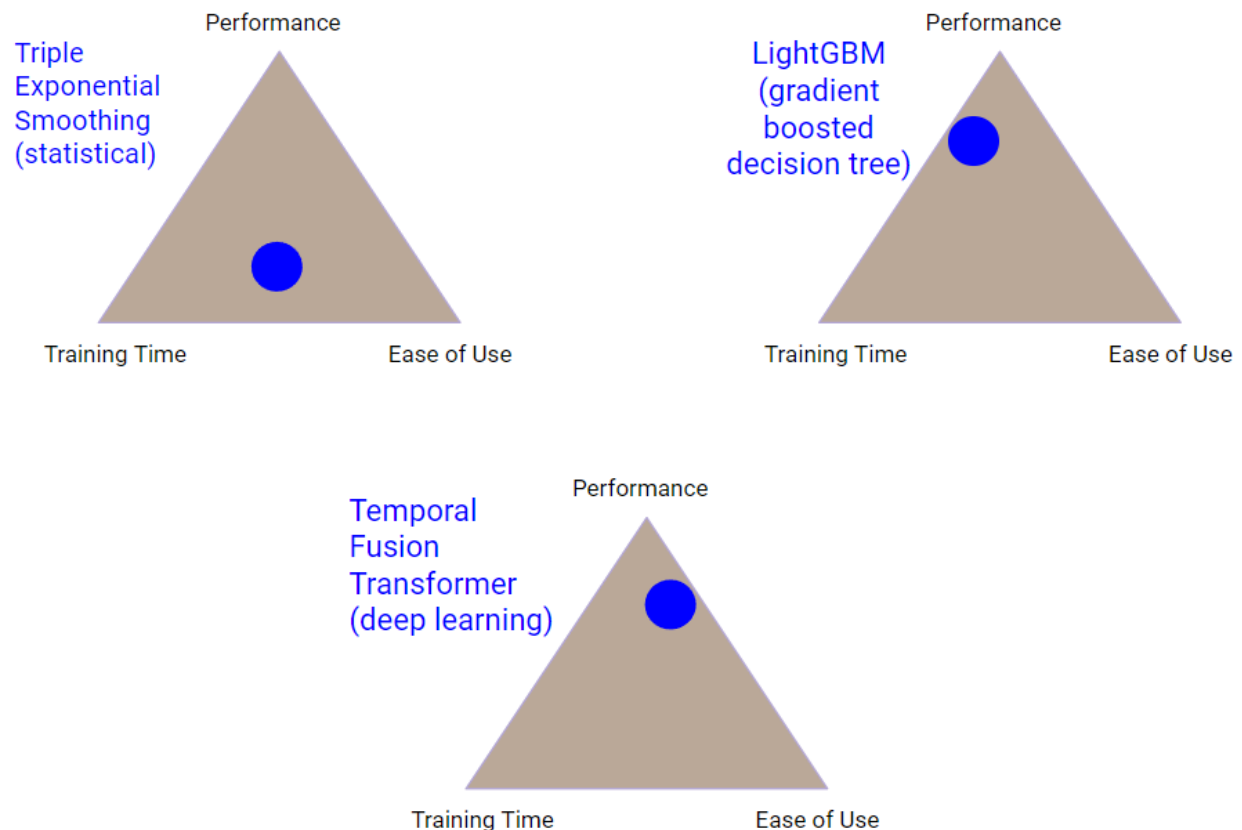 Performance
Triple
Exponential
Smoothing
(statistical)
Training Time
Ease of Use
Performance
LightGBM
(gradient
boosted
decision tree)
Training Time
Ease of Use
Performance
Temporal
Fusion
Transformer
(deep learning)
Training Time
Ease of Use